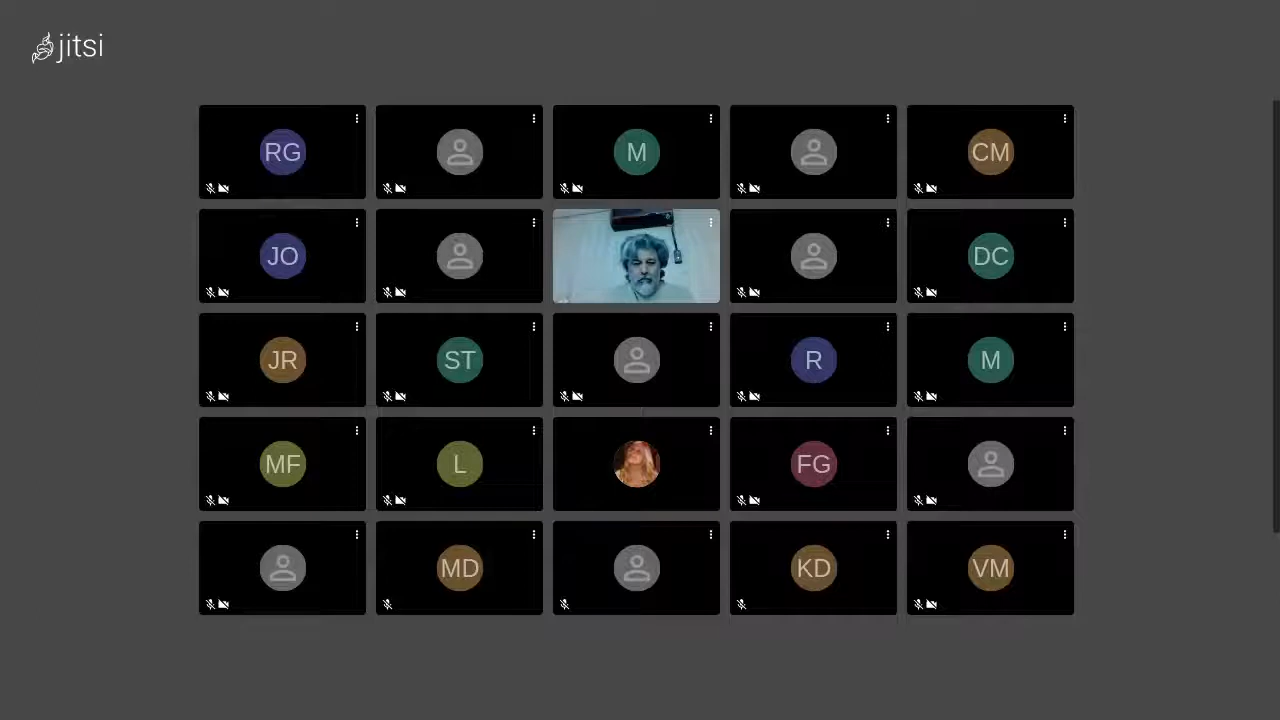 jitsi
RG M CM
JO DC
JR ST R M
MF L FG
MD KD VM